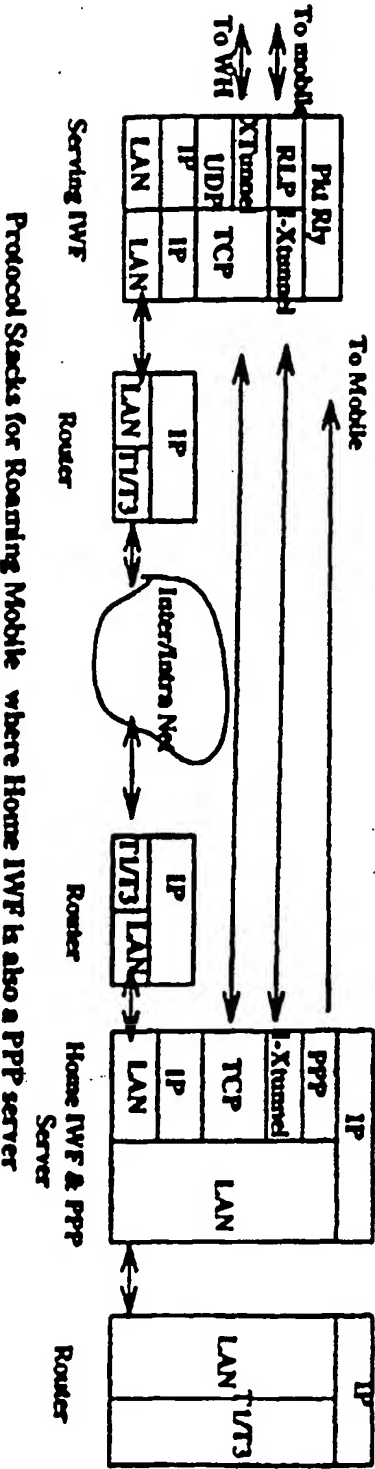 To mobile
To WH
Pkt Rly
RLP I-Xtunnel
XTunnel
UDP TCP
IP IP
LAN LAN
Serving IWF
To Mobile
IP
LAN T1/T3
Router
Inter/Intra Net
IP
T1/T3 LAN
Router
IP
PPP
I-Xtunnel
TCP
IP
LAN
LAN
Home IWF & PPP
Server
IP
LAN T1/T3
Router
Protocol Stacks for Roaming Mobile where Home IWF is also a PPP server